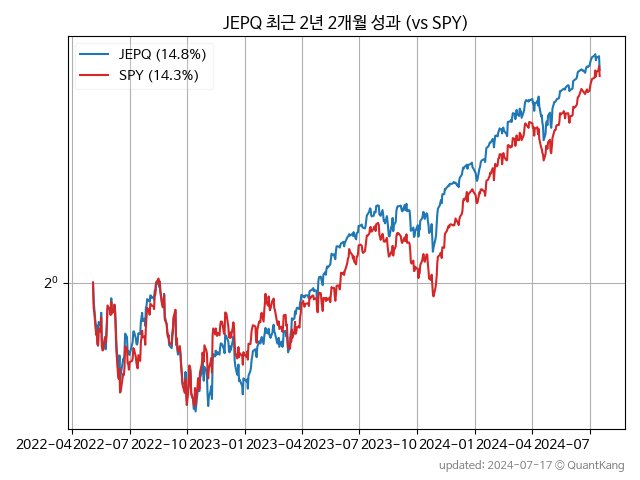 JEPQ 최근 2년 2개월 성과 (vs SPY)
JEPQ (14.8%)
SPY (14.3%)
2⁰
2022-04 2022-07 2022-10 2023-01 2023-04 2023-07 2023-10 2024-01 2024-04 2024-07
updated: 2024-07-17 © QuantKang